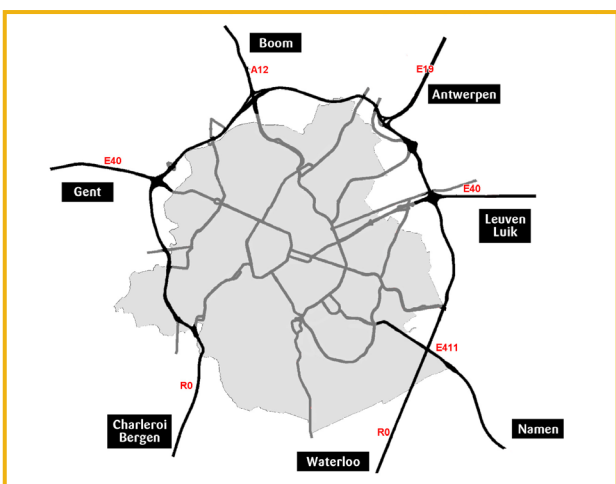 Boom
A12
E19
Antwerpen
E40
Gent
E40
Leuven
Luik
E411
R0
Charleroi
Bergen
R0
Namen
Waterloo